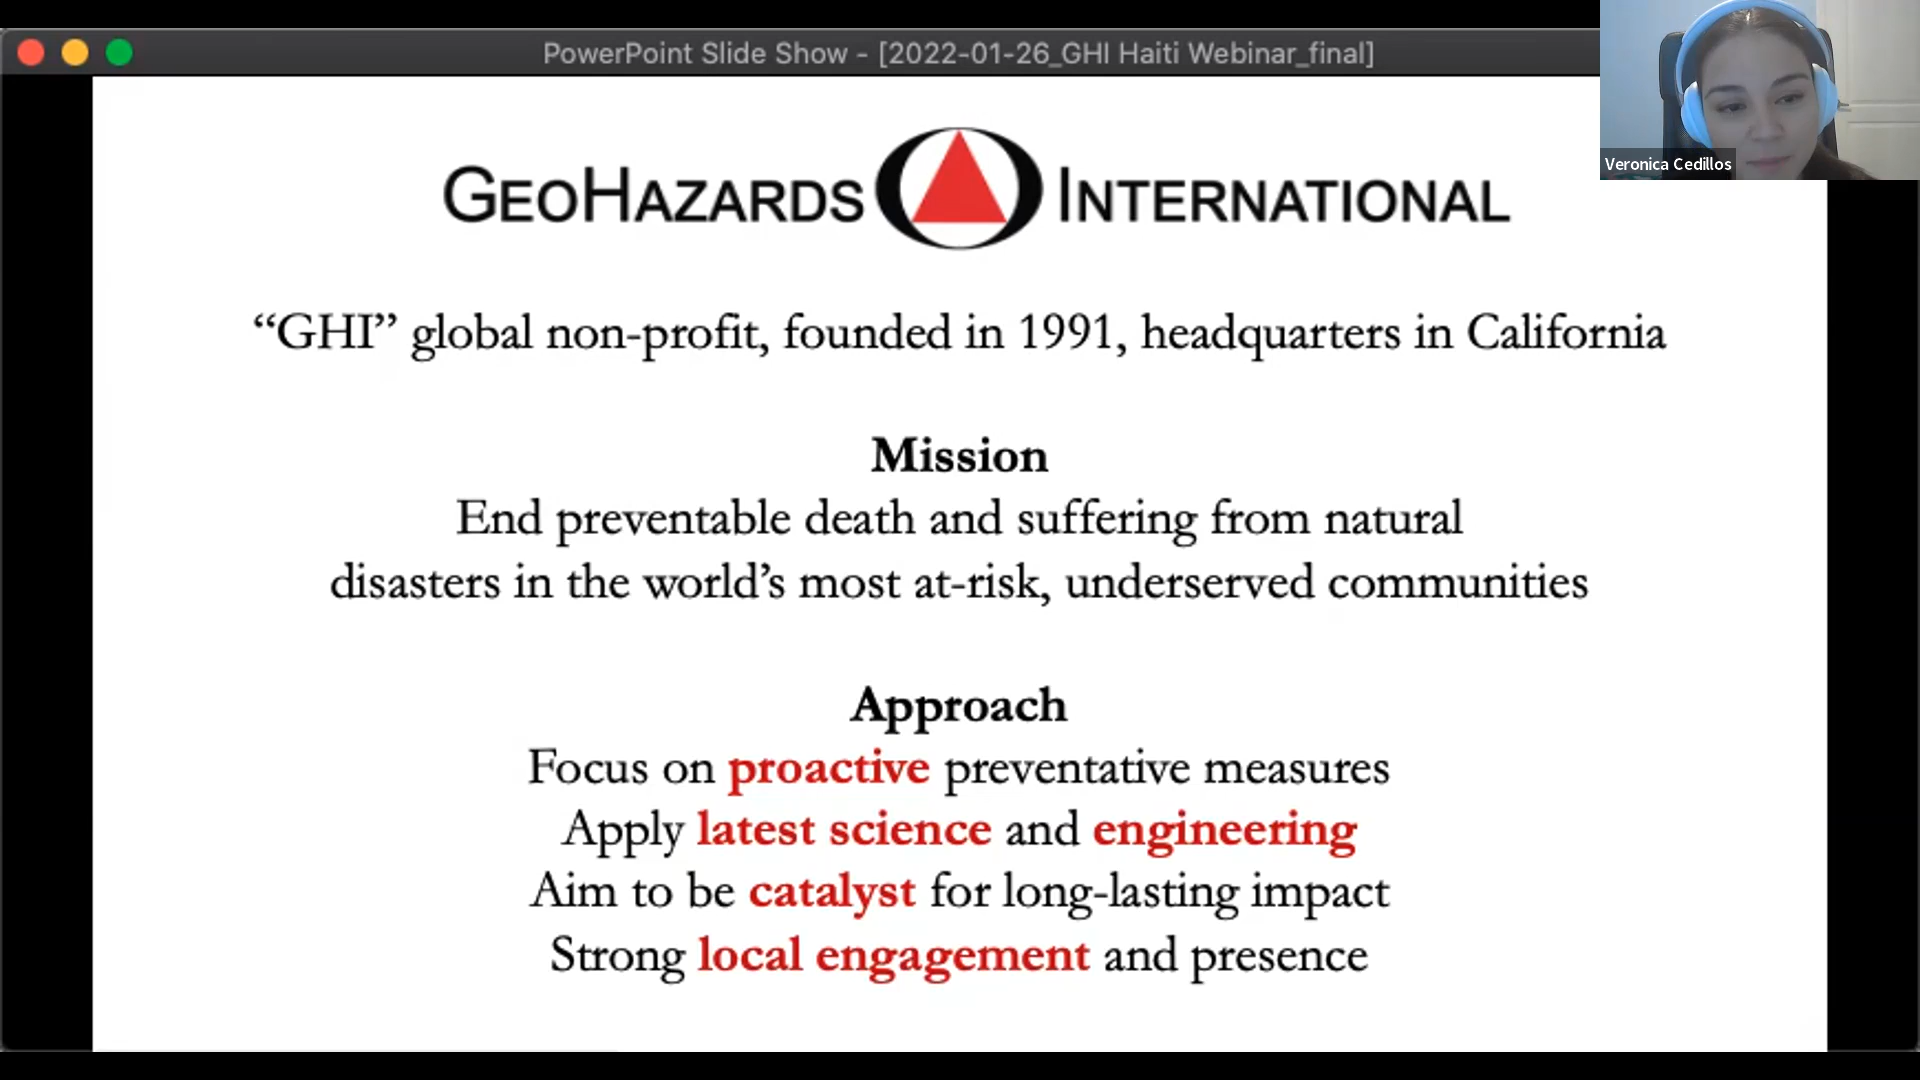 PowerPoint Slide Show - [2022-01-26_GHI Haiti Webinar_final]
Veronica Cedillos
GEOHAZARDS INTERNATIONAL
“GHI” global non-profit, founded in 1991, headquarters in California
Mission
End preventable death and suffering from natural
disasters in the world’s most at-risk, underserved communities
Approach
Focus on proactive preventative measures
Apply latest science and engineering
Aim to be catalyst for long-lasting impact
Strong local engagement and presence